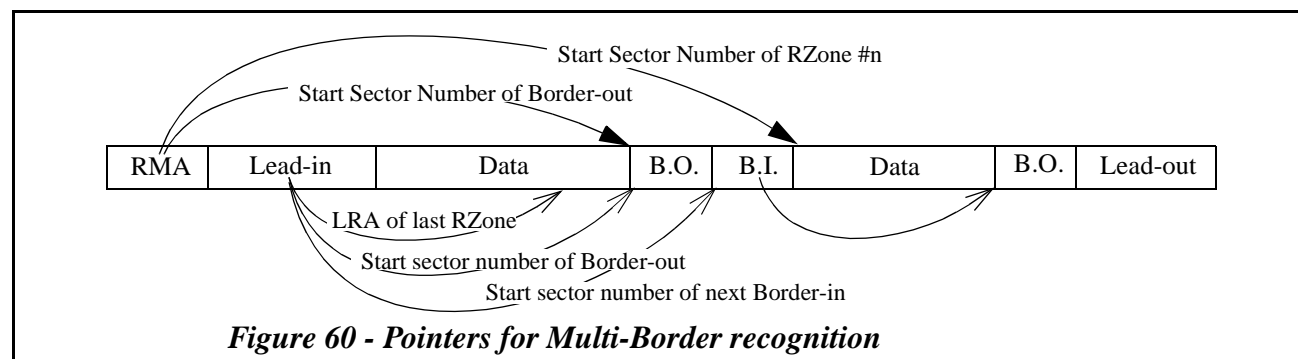 Start Sector Number of RZone #n
Start Sector Number of Border-out
RMA Lead-in Data B.O. B.I. Data B.O. Lead-out
LRA of last RZone
Start sector number of Border-out
Start sector number of next Border-in
Figure 60 - Pointers for Multi-Border recognition